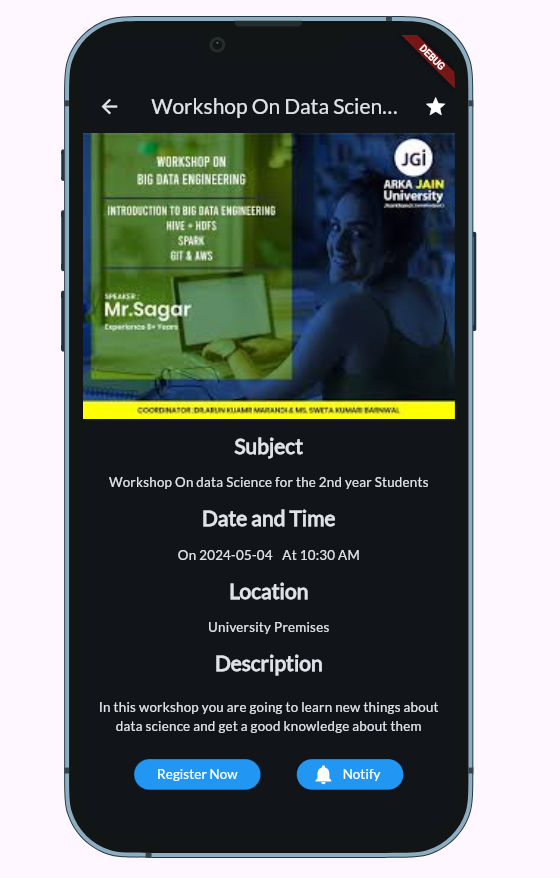 DEBUG
Workshop On Data Scien...
WORKSHOP ON
BIG DATA ENGINEERING
INTRODUCTION TO BIG DATA ENGINEERING
HIVE + HDFS
SPARK
GIT & AWS
SPEAKER :
Mr.Sagar
Experience 8+ Years
JGi
ARKA JAIN
University
Jharkhand
COORDINATOR :DR.ARUN KUAMR MARANDI & MS. SWETA KUMARI BARNWAL
Subject
Workshop On data Science for the 2nd year Students
Date and Time
On 2024-05-04 At 10:30 AM
Location
University Premises
Description
In this workshop you are going to learn new things about
data science and get a good knowledge about them
Register Now
Notify